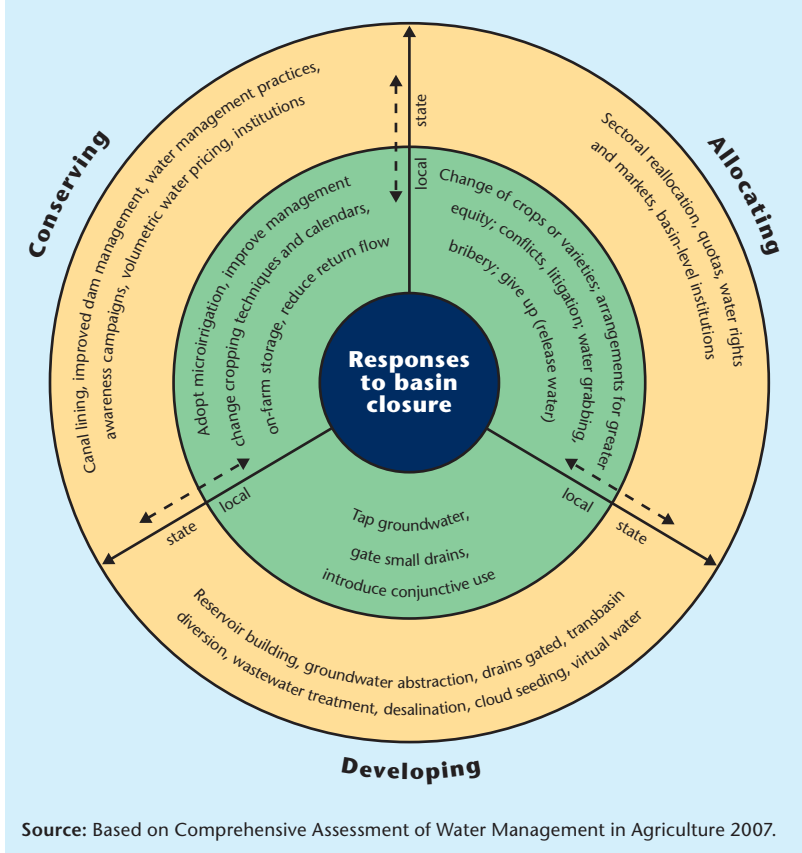 Conserving
Canal lining, improved dam management, water management practices,
awareness campaigns, volumetric water pricing, institutions
Adopt microirrigation, improve management
change cropping techniques and calendars,
on-farm storage, reduce return flow
state
local
Allocating
Sectoral reallocation, quotas, water rights
and markets, basin-level institutions
Change of crops or varieties; arrangements for greater
equity; conflicts, litigation; water grabbing,
bribery; give up (release water)
Responses
to basin
closure
local
state
local
state
Tap groundwater,
gate small drains,
introduce conjunctive use
Reservoir building, groundwater abstraction, drains gated, transbasin
diversion, wastewater treatment, desalination, cloud seeding, virtual water
Developing
Source: Based on Comprehensive Assessment of Water Management in Agriculture 2007.